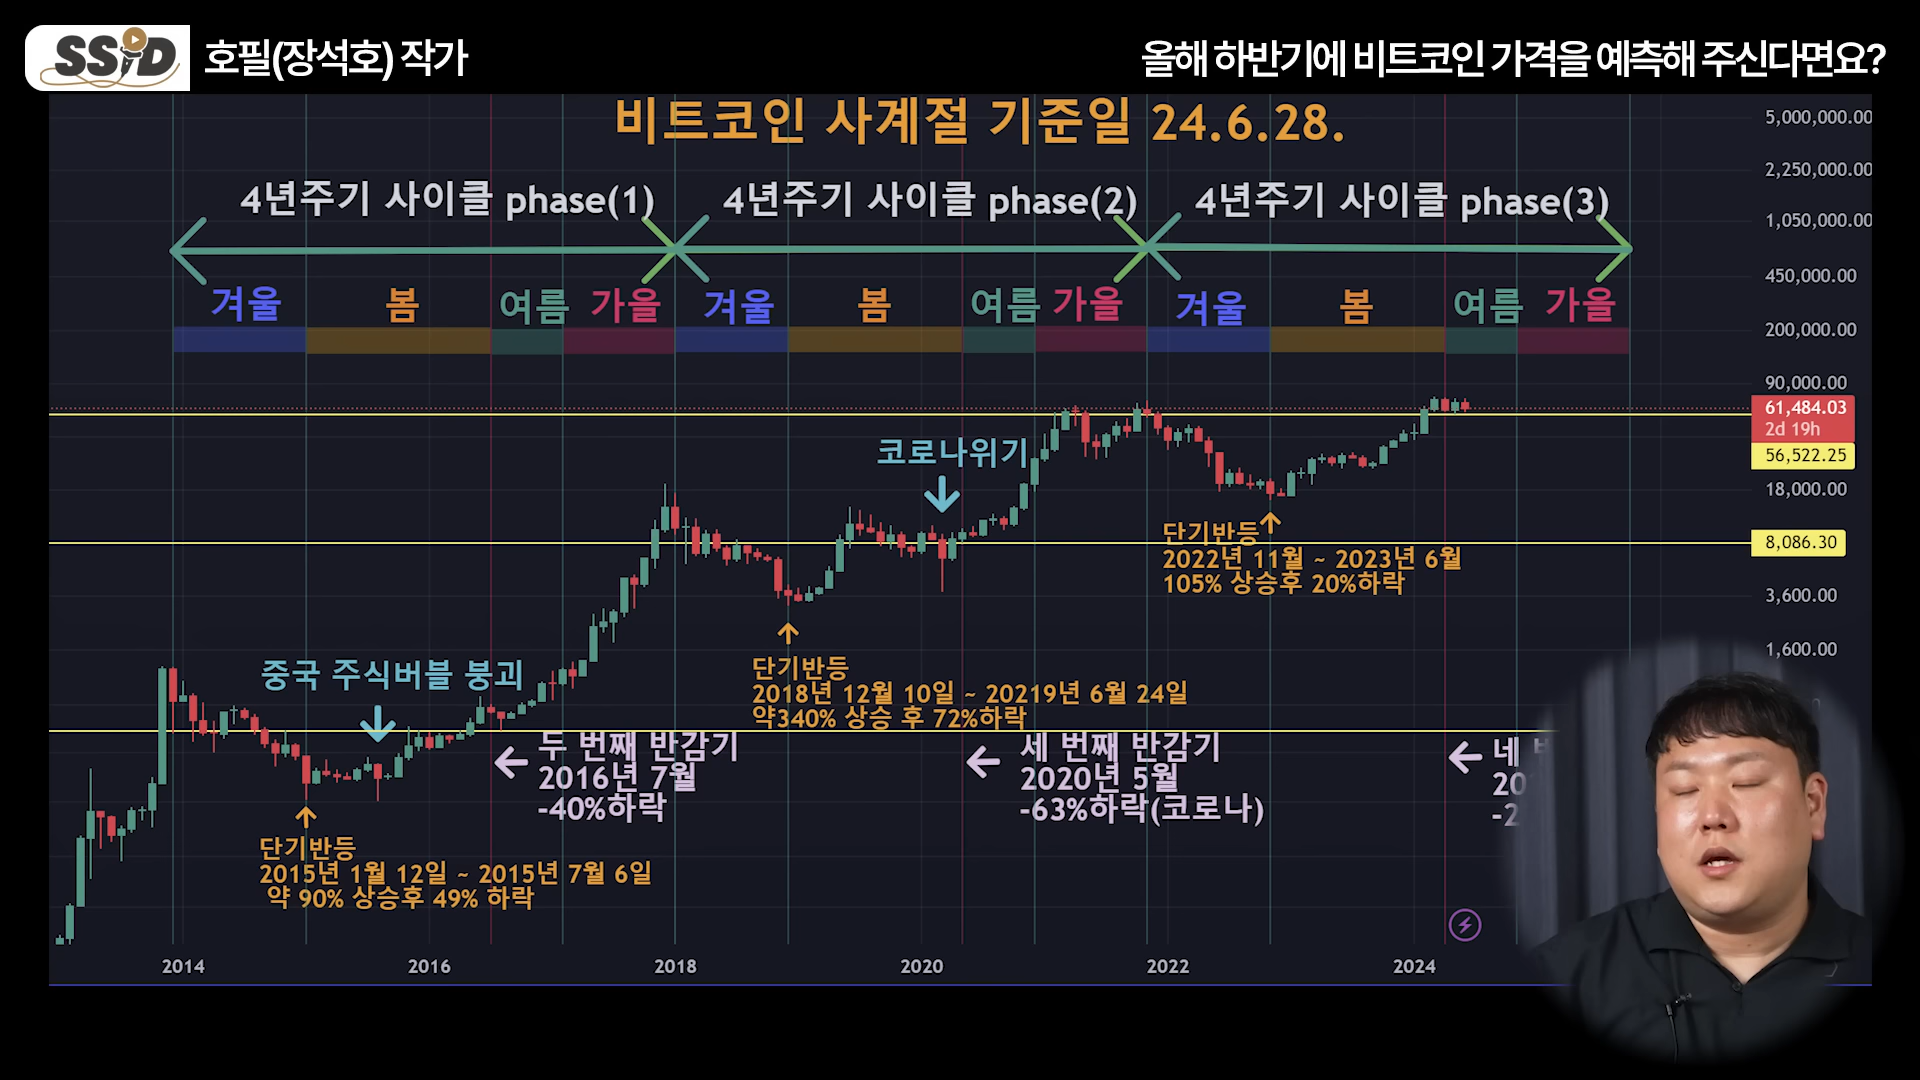 SSiD
호필(장석호) 작가
올해 하반기에 비트코인 가격을 예측해 주신다면요?
비트코인 사계절 기준일 24.6.28.
4년주기 사이클 phase(1)
4년주기 사이클 phase(2)
4년주기 사이클 phase(3)
겨울 봄 여름 가을 겨울 봄 여름 가을 겨울 봄 여름 가을
5,000,000.00
2,250,000.00
1,050,000.00
450,000.00
200,000.00
90,000.00
61,484.03
2d 19h
56,522.25
18,000.00
8,086.30
3,600.00
1,600.00
코로나위기
단기반등
2022년 11월 ~ 2023년 6월
105% 상승후 20%하락
중국 주식버블 붕괴
단기반등
2018년 12월 10일 ~ 20219년 6월 24일
약340% 상승 후 72%하락
두 번째 반감기
2016년 7월
-40%하락
세 번째 반감기
2020년 5월
-63%하락(코로나)
네
20
-2
단기반등
2015년 1월 12일 ~ 2015년 7월 6일
약 90% 상승후 49% 하락
2014 2016 2018 2020 2022 2024